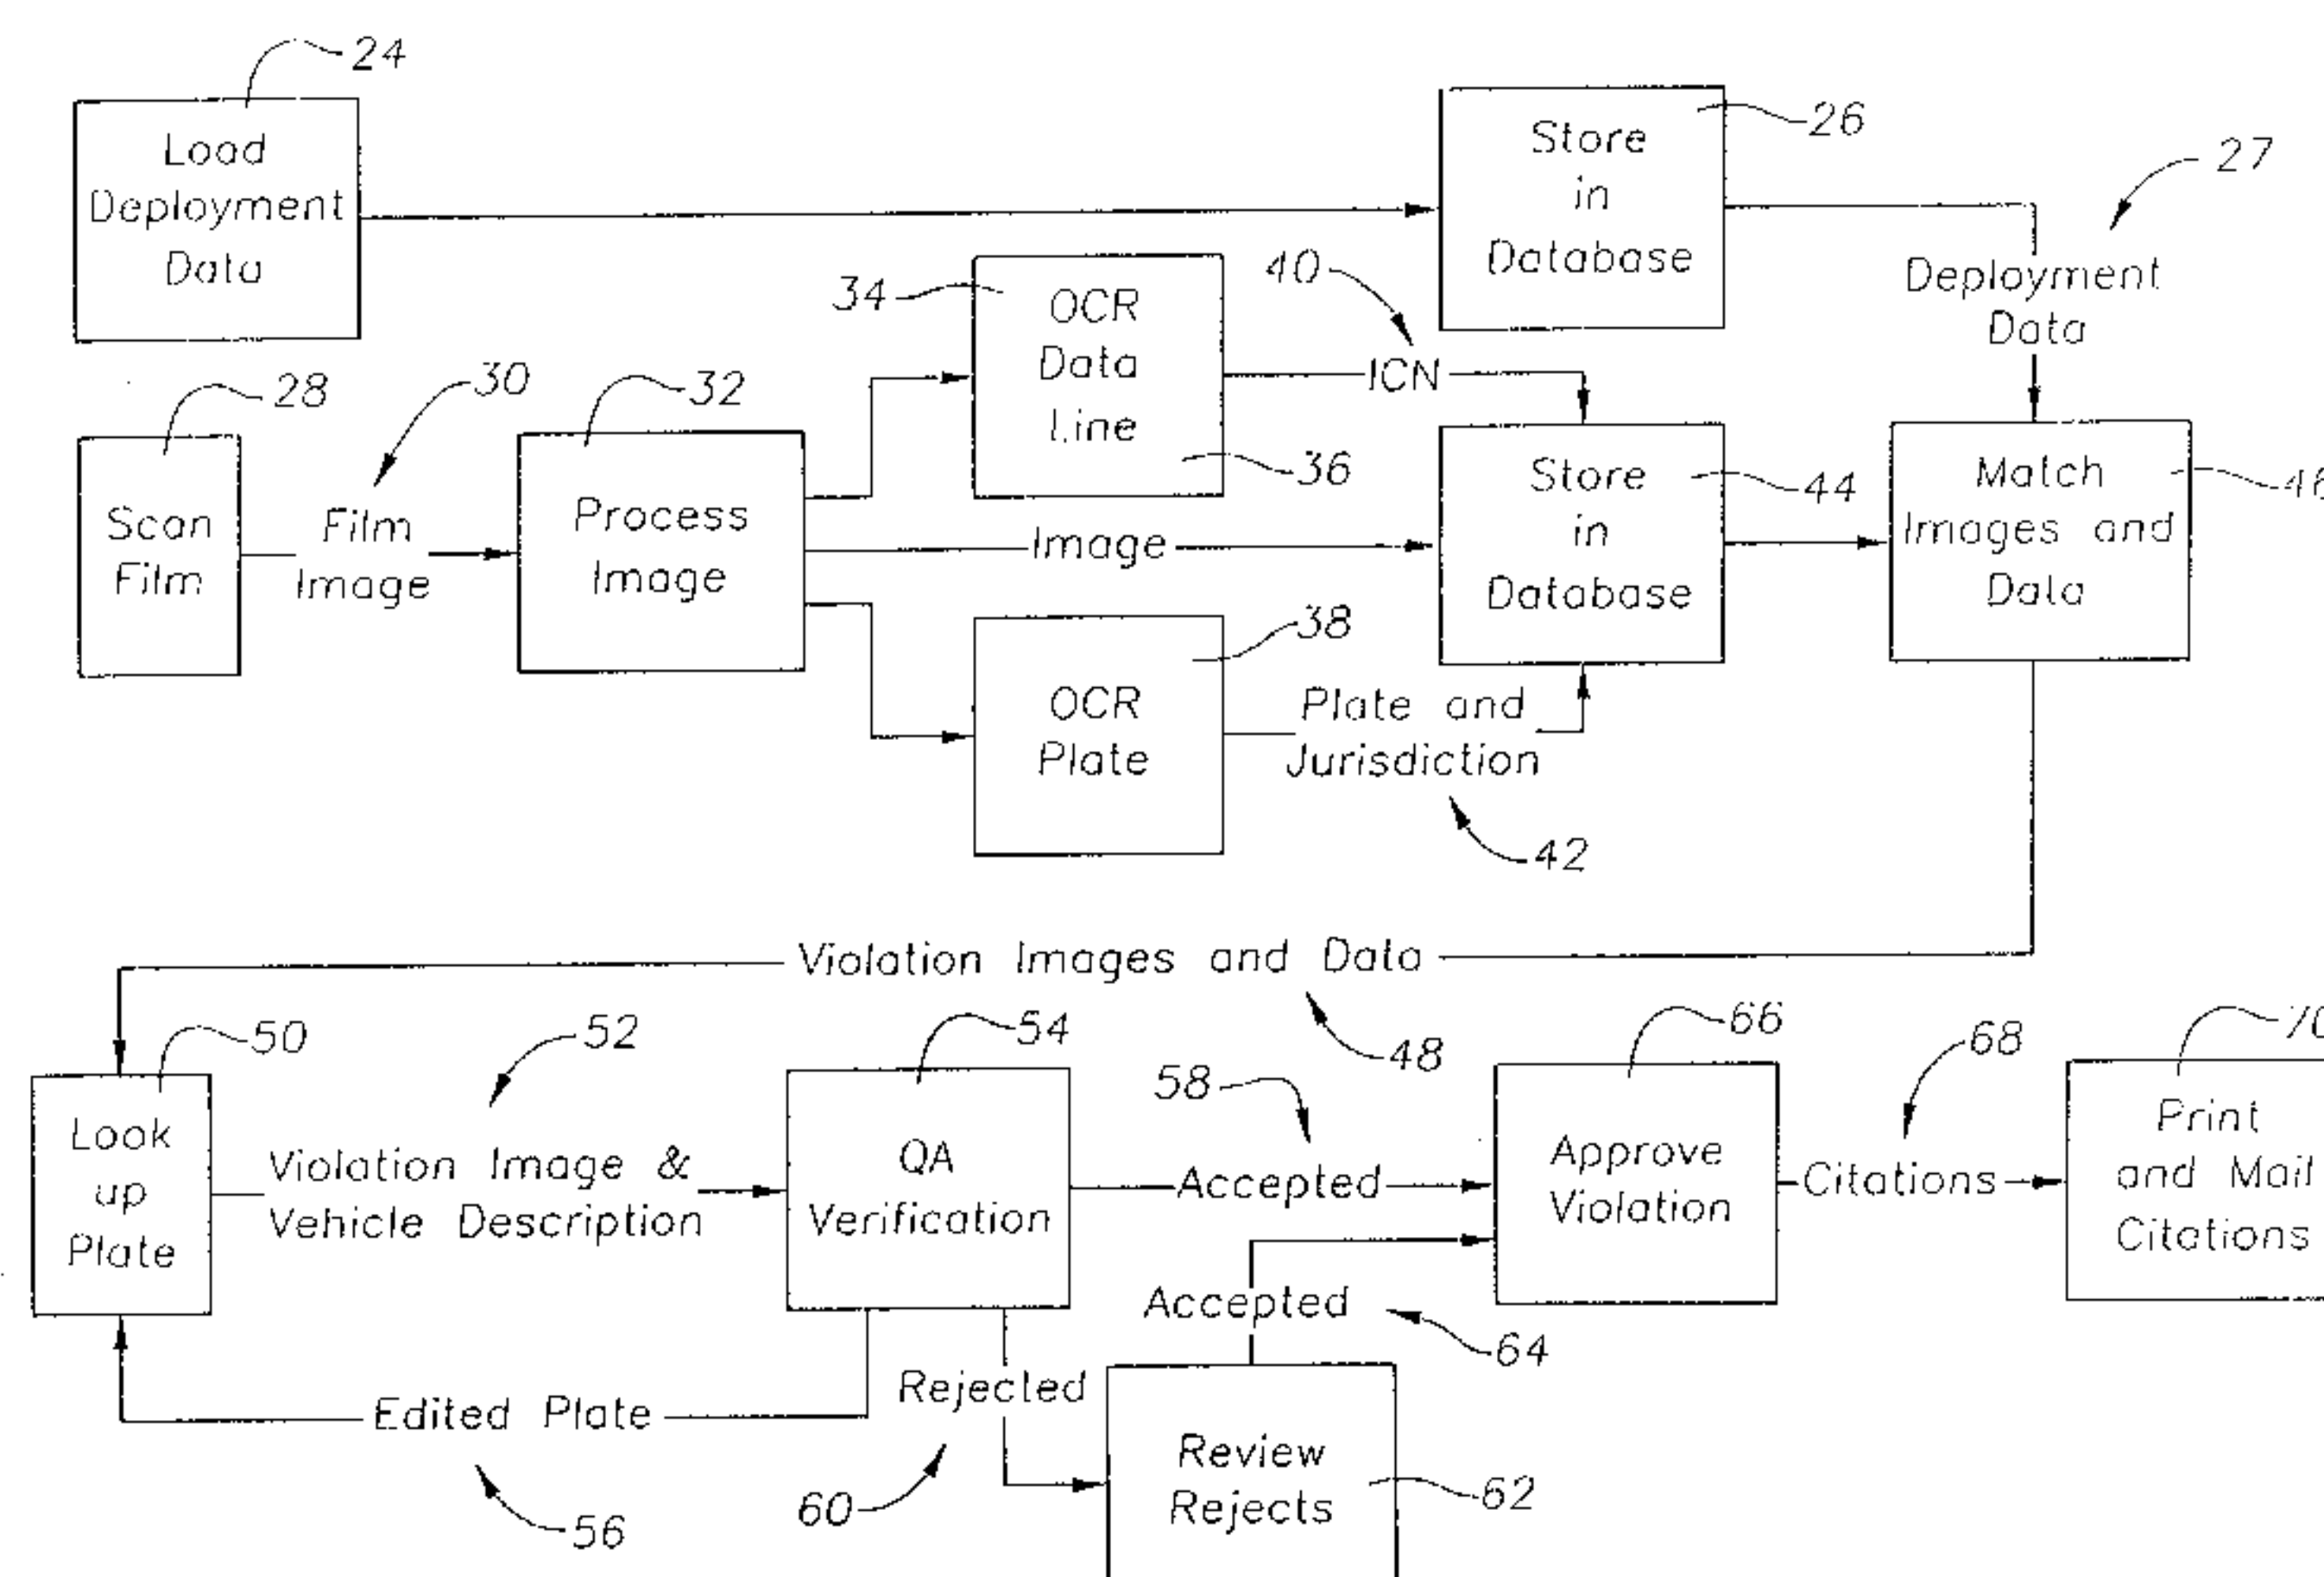 24
Load
Deployment
Data
Store
in
Database
26
27
Deployment
Data
28
Scan
Film
30
Film
Image
32
Process
Image
34
OCR
Data
Line
36
40
ICN
Image
38
OCR
Plate
Plate and
Jurisdiction
42
Store
in
Database
44
Match
Images and
Data
Violation Images and Data
48
50
Look
up
Plate
52
Violation Image &
Vehicle Description
54
QA
Verification
58
Accepted
66
Approve
Violation
68
Citations
70
Print
and Mail
Citations
Accepted
64
Rejected
60
Edited Plate
56
Review
Rejects
62